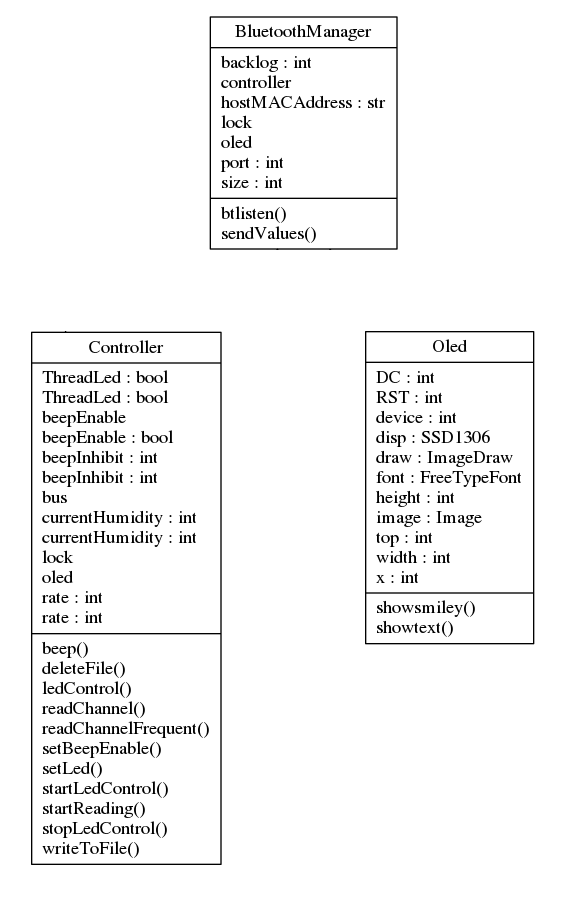 BluetoothManager
backlog : int
controller
hostMACAddress : str
lock
oled
port : int
size : int
btlisten()
sendValues()
Controller
ThreadLed : bool
ThreadLed : bool
beepEnable
beepEnable : bool
beepInhibit : int
beepInhibit : int
bus
currentHumidity : int
currentHumidity : int
lock
oled
rate : int
rate : int
beep()
deleteFile()
ledControl()
readChannel()
readChannelFrequent()
setBeepEnable()
setLed()
startLedControl()
startReading()
stopLedControl()
writeToFile()
Oled
DC : int
RST : int
device : int
disp : SSD1306
draw : ImageDraw
font : FreeTypeFont
height : int
image : Image
top : int
width : int
x : int
showsmiley()
showtext()